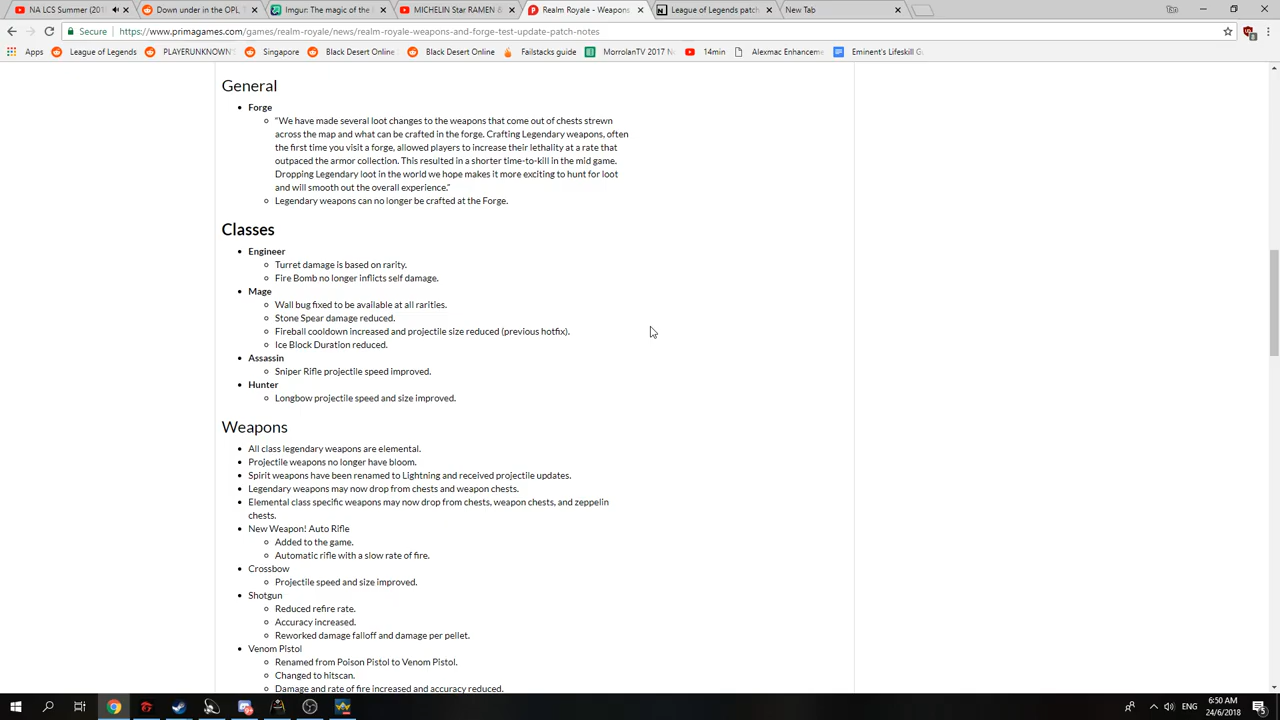 NA LCS Summer (201
Down under in the OPL, T
Imgur: The magic of the I
MICHELIN Star RAMEN &
Realm Royale - Weapons
League of Legends patch
New Tab
Secure
https://www.primagames.com/games/realm-royale/news/realm-royale-weapons-and-forge-test-update-patch-notes
Apps
League of Legends
PLAYERUNKNOWN'S
Singapore
Black Desert Online
Black Desert Online
Failstacks guide
MorrolanTV 2017 N
14min
Alexmac Enhanceme
Eminent's Lifeskill G
General
Forge
"We have made several loot changes to the weapons that come out of chests strewn
across the map and what can be crafted in the forge. Crafting Legendary weapons, often
the first time you visit a forge, allowed players to increase their lethality at a rate that
outpaced the armor collection. This resulted in a shorter time-to-kill in the mid game.
Dropping Legendary loot in the world we hope makes it more exciting to hunt for loot
and will smooth out the overall experience."
Legendary weapons can no longer be crafted at the Forge.
Classes
Engineer
Turret damage is based on rarity.
Fire Bomb no longer inflicts self damage.
Mage
Wall bug fixed to be available at all rarities.
Stone Spear damage reduced.
Fireball cooldown increased and projectile size reduced (previous hotfix).
Ice Block Duration reduced.
Assassin
Sniper Rifle projectile speed improved.
Hunter
Longbow projectile speed and size improved.
Weapons
All class legendary weapons are elemental.
Projectile weapons no longer have bloom.
Spirit weapons have been renamed to Lightning and received projectile updates.
Legendary weapons may now drop from chests and weapon chests.
Elemental class specific weapons may now drop from chests, weapon chests, and zeppelin
chests.
New Weapon! Auto Rifle
Added to the game.
Automatic rifle with a slow rate of fire.
Crossbow
Projectile speed and size improved.
Shotgun
Reduced refire rate.
Accuracy increased.
Reworked damage falloff and damage per pellet.
Venom Pistol
Renamed from Poison Pistol to Venom Pistol.
Changed to hitscan.
Damage and rate of fire increased and accuracy reduced.
ENG
6:50 AM
24/6/2018